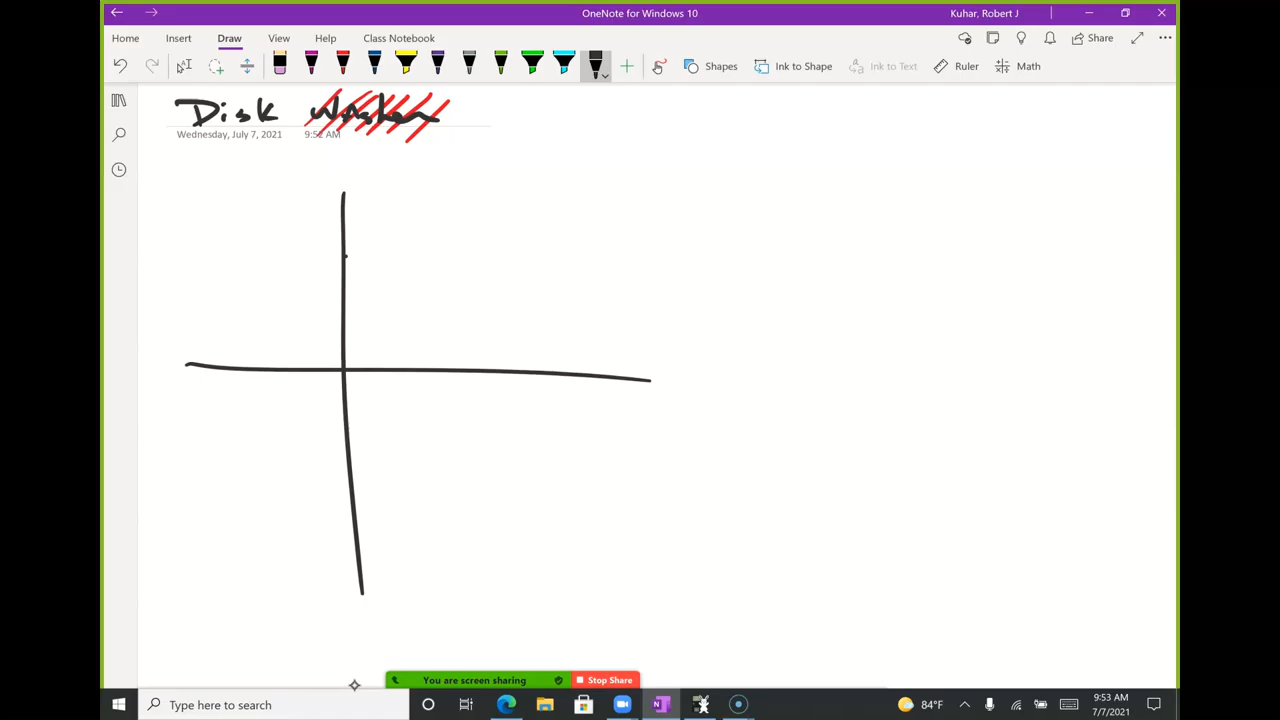 OneNote for Windows 10
Kuhar, Robert J
Home Insert Draw View Help Class Notebook
Share
Shapes Ink to Shape Ink to Text Ruler Math
Disk Washer
Wednesday, July 7, 2021 9:52 AM
You are screen sharing Stop Share
Type here to search
84°F
9:53 AM
7/7/2021